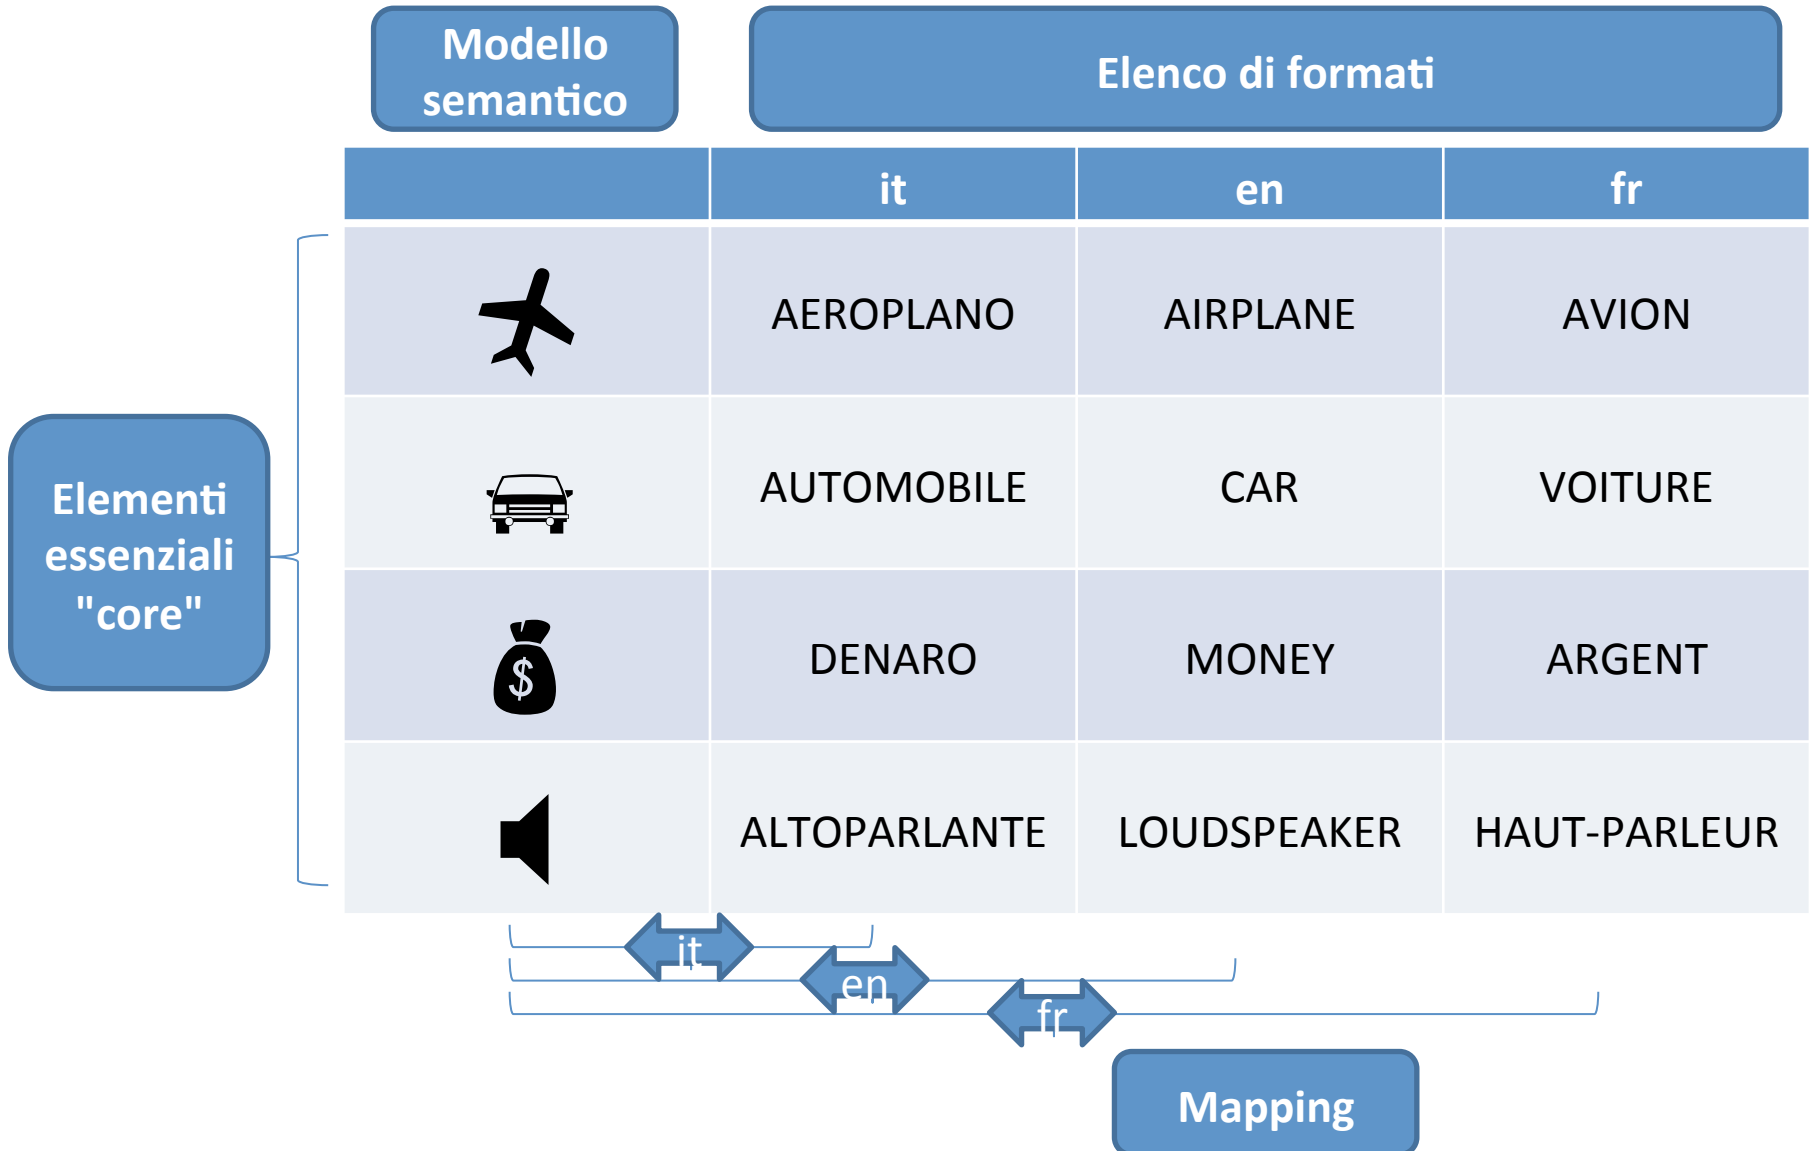 Modello
semantico
Elenco di formati
it
en
fr
AEROPLANO
AIRPLANE
AVION
Elementi
essenziali
"core"
AUTOMOBILE
CAR
VOITURE
$
DENARO
MONEY
ARGENT
ALTOPARLANTE
LOUDSPEAKER
HAUT-PARLEUR
it
en
fr
Mapping